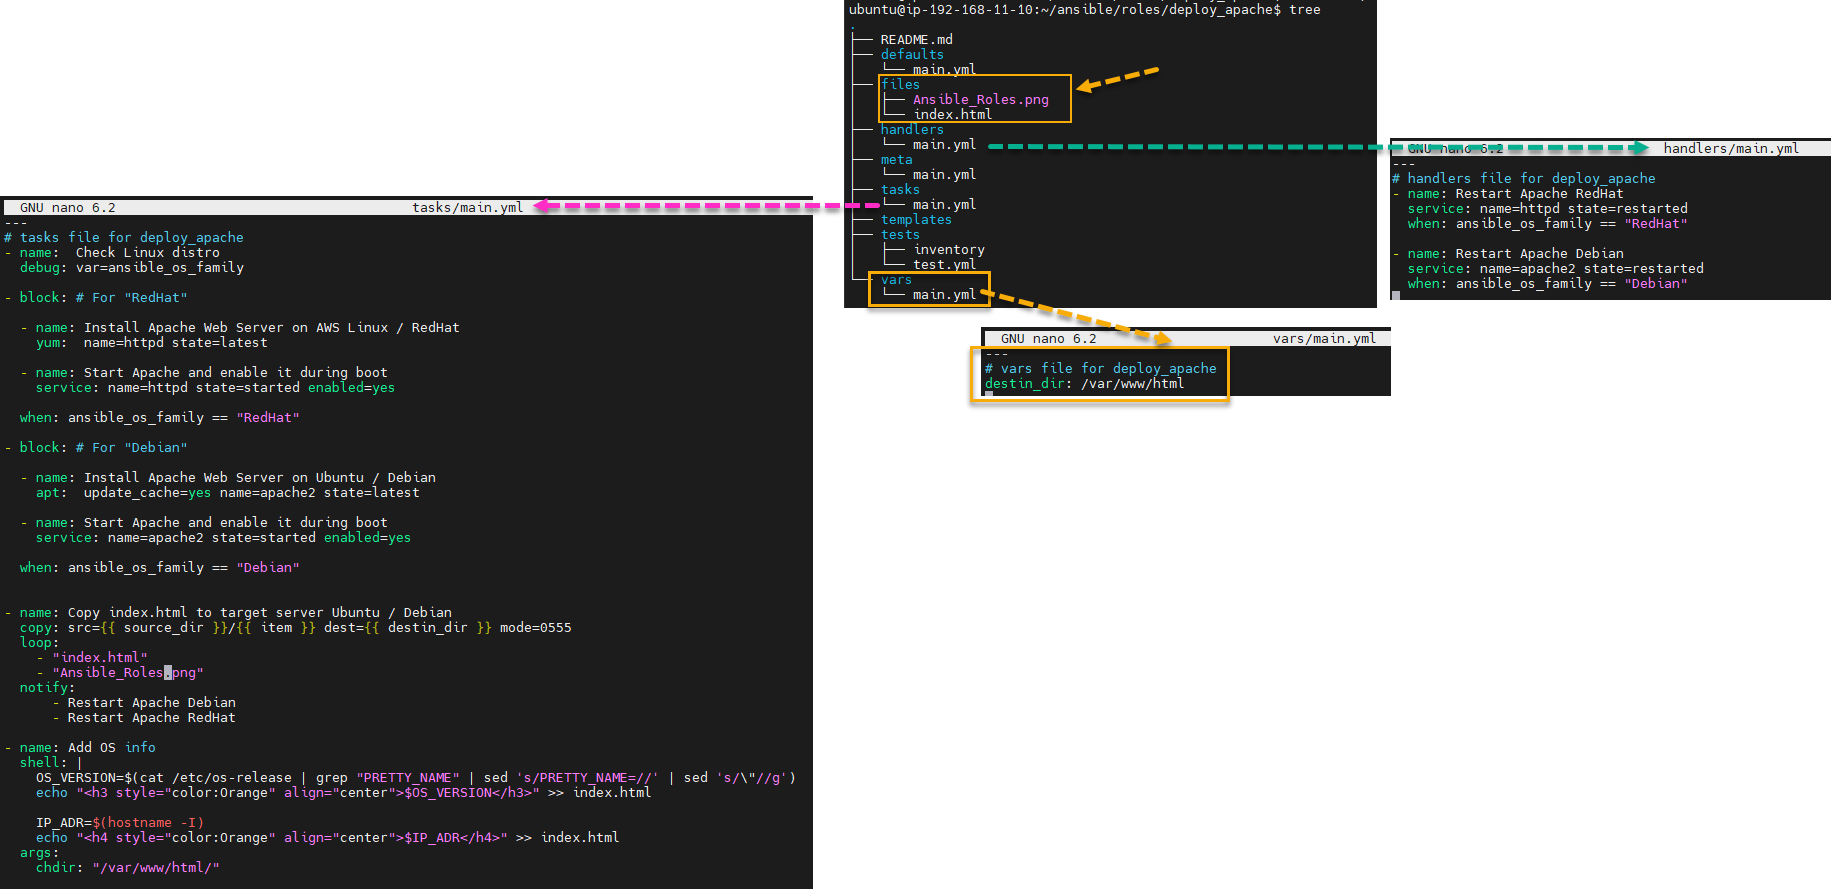 ubuntu@ip-192-168-11-10:~/ansible/roles/deploy_apache$ tree
.
├── README.md
├── defaults
│   └── main.yml
├── files
│   ├── Ansible_Roles.png
│   └── index.html
├── handlers
│   └── main.yml
├── meta
│   └── main.yml
├── tasks
│   └── main.yml
├── templates
├── tests
│   ├── inventory
│   └── test.yml
└── vars
    └── main.yml
GNU nano 6.2 handlers/main.yml
---
# handlers file for deploy_apache
- name: Restart Apache RedHat
  service: name=httpd state=restarted
  when: ansible_os_family == "RedHat"

- name: Restart Apache Debian
  service: name=apache2 state=restarted
  when: ansible_os_family == "Debian"
GNU nano 6.2 tasks/main.yml
---
# tasks file for deploy_apache
- name:  Check Linux distro
  debug: var=ansible_os_family

- block: # For "RedHat"

  - name: Install Apache Web Server on AWS Linux / RedHat
    yum:  name=httpd state=latest

  - name: Start Apache and enable it during boot
    service: name=httpd state=started enabled=yes

  when: ansible_os_family == "RedHat"

- block: # For "Debian"

  - name: Install Apache Web Server on Ubuntu / Debian
    apt:  update_cache=yes name=apache2 state=latest

  - name: Start Apache and enable it during boot
    service: name=apache2 state=started enabled=yes

  when: ansible_os_family == "Debian"


- name: Copy index.html to target server Ubuntu / Debian
  copy: src={{ source_dir }}/{{ item }} dest={{ destin_dir }} mode=0555
  loop:
    - "index.html"
    - "Ansible_Roles.png"
  notify:
      - Restart Apache Debian
      - Restart Apache RedHat

- name: Add OS info
  shell: |
    OS_VERSION=$(cat /etc/os-release | grep "PRETTY_NAME" | sed 's/PRETTY_NAME=//' | sed 's/\"//g')
    echo "<h3 style="color:Orange" align="center">$OS_VERSION</h3>" >> index.html

    IP_ADR=$(hostname -I)
    echo "<h4 style="color:Orange" align="center">$IP_ADR</h4>" >> index.html
  args:
    chdir: "/var/www/html/"
GNU nano 6.2 vars/main.yml
---
# vars file for deploy_apache
destin_dir: /var/www/html